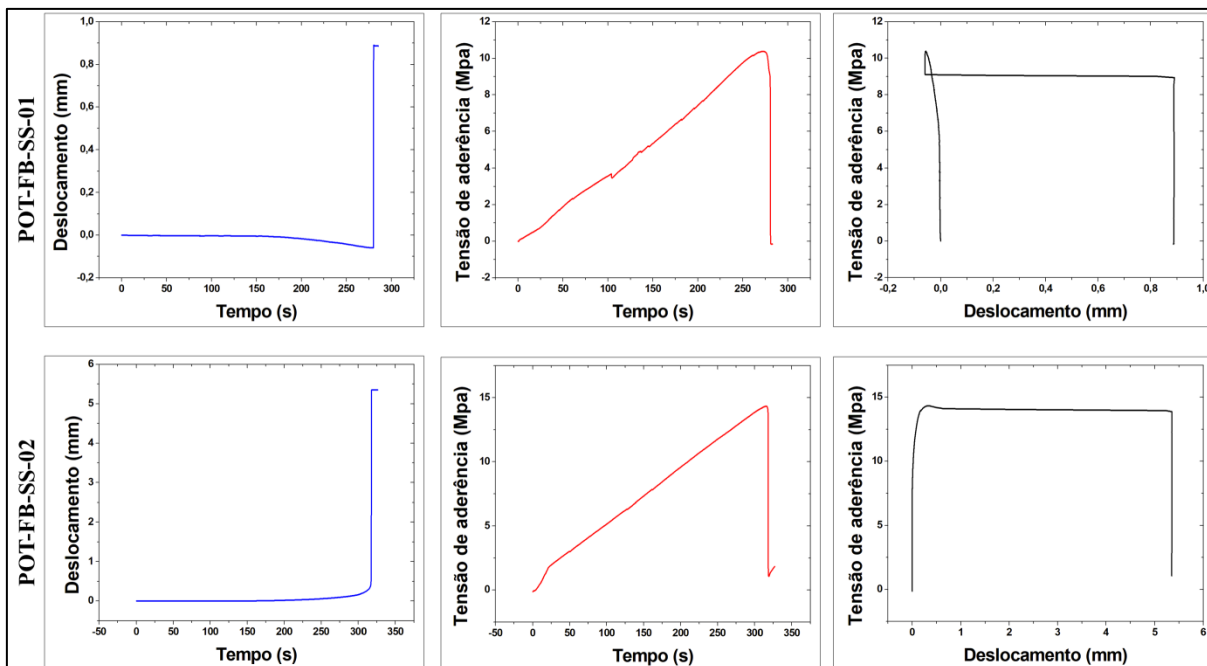 POT-FB-SS-01
Deslocamento (mm)
1,0
0,8
0,6
0,4
0,2
0,0
-0,2
0 50 100 150 200 250 300
Tempo (s)
Tensão de aderência (Mpa)
12
10
8
6
4
2
0
-2
0 50 100 150 200 250 300
Tempo (s)
Tensão de aderência (Mpa)
12
10
8
6
4
2
0
-2
-0,2 0,0 0,2 0,4 0,6 0,8 1,0
Deslocamento (mm)
POT-FB-SS-02
Deslocamento (mm)
6
5
4
3
2
1
0
-50 0 50 100 150 200 250 300 350
Tempo (s)
Tensão de aderência (Mpa)
15
10
5
0
-50 0 50 100 150 200 250 300 350
Tempo (s)
Tensão de aderência (Mpa)
15
10
5
0
0 1 2 3 4 5 6
Deslocamento (mm)